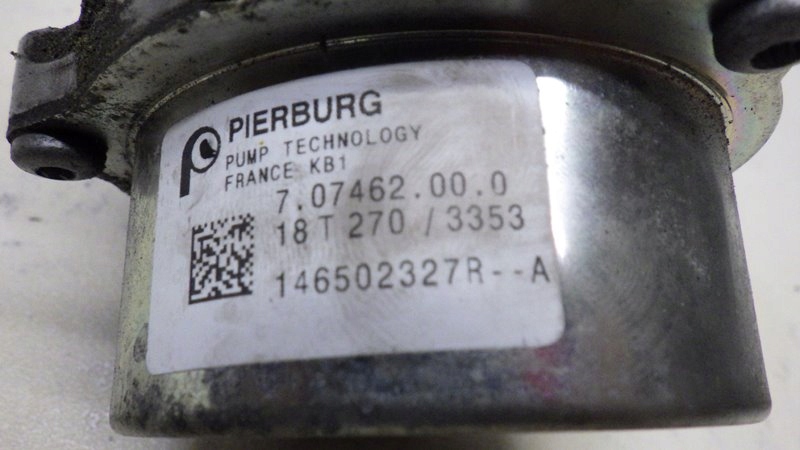 PIERBURG
PUMP TECHNOLOGY
FRANCE KB1
7.07462.00.0
18 T 270 / 3353
146502327R--A